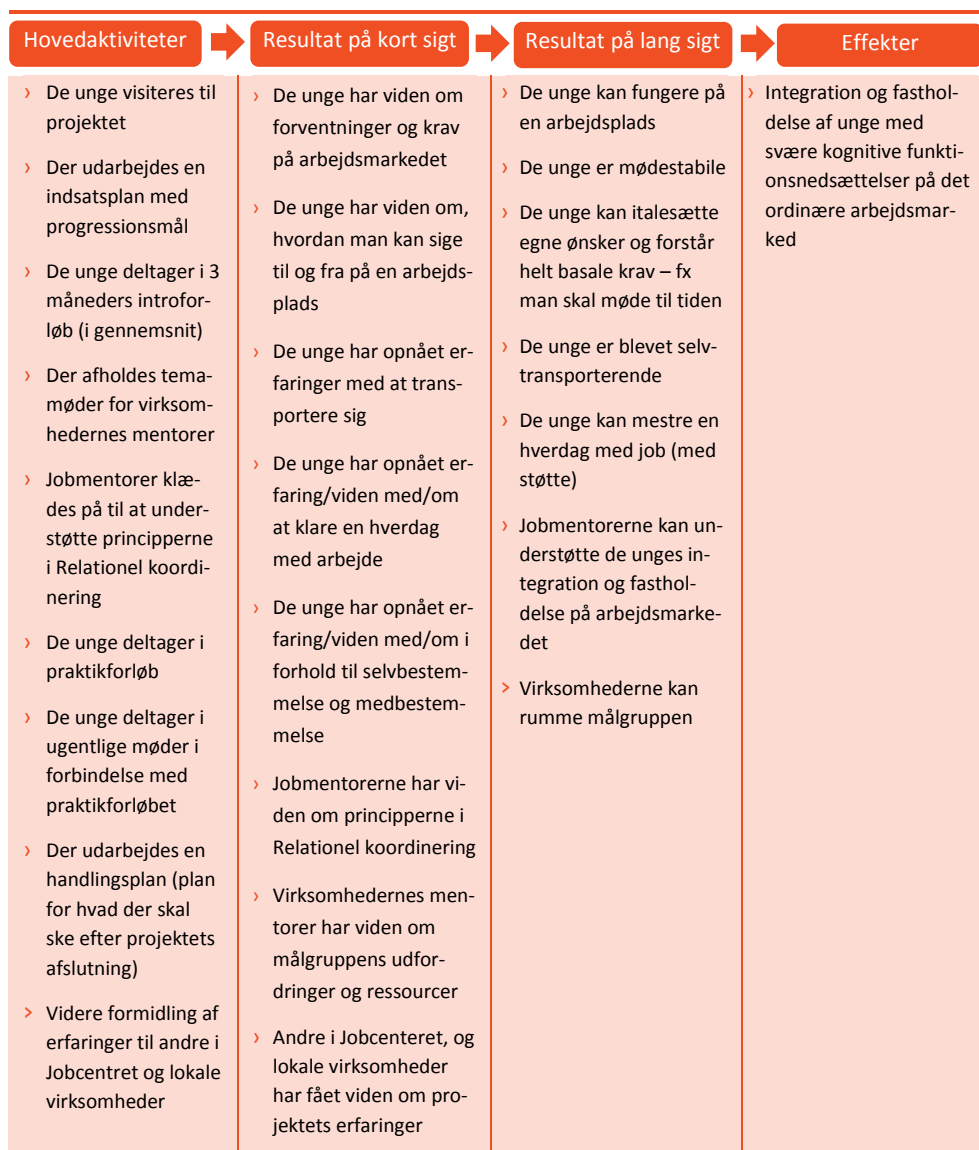 Hovedaktiviteter
Resultat på kort sigt
Resultat på lang sigt
Effekter
› De unge visiteres til
projektet
› Der udarbejdes en
indsatsplan med
progressionsmål
› De unge deltager i 3
måneders introfor-
løb (i gennemsnit)
› Der afholdes tema-
møder for virksom-
hedernes mentorer
› Jobmentorer klæ-
des på til at under-
støtte principperne
i Relationel koordi-
nering
› De unge deltager i
praktikforløb
› De unge deltager i
ugentlige møder i
forbindelse med
praktikforløbet
› Der udarbejdes en
handlingsplan (plan
for hvad der skal
ske efter projektets
afslutning)
> Videre formidling af
erfaringer til andre i
Jobcentret og lokale
virksomheder
› De unge har viden om
forventninger og krav
på arbejdsmarkedet
› De unge har viden om,
hvordan man kan sige
til og fra på en arbejds-
plads
› De unge har opnået er-
faringer med at trans-
portere sig
› De unge har opnået er-
faring/viden med/om
at klare en hverdag
med arbejde
› De unge har opnået er-
faring/viden med/om i
forhold til selvbestem-
melse og medbestem-
melse
› Jobmentorerne har vi-
den om principperne i
Relationel koordinering
› Virksomhedernes men-
torer har viden om
målgruppens udfor-
dringer og ressourcer
› Andre i Jobcenteret, og
lokale virksomheder
har fået viden om pro-
jektets erfaringer
› De unge kan fungere på
en arbejdsplads
› De unge er mødestabile
› De unge kan italesætte
egne ønsker og forstår
helt basale krav – fx
man skal møde til tiden
› De unge er blevet selv-
transporterende
› De unge kan mestre en
hverdag med job (med
støtte)
› Jobmentorerne kan un-
derstøtte de unges in-
tegration og fasthol-
delse på arbejdsmarke-
det
> Virksomhederne kan
rumme målgruppen
› Integration og fasthol-
delse af unge med
svære kognitive funkti-
onsnedsættelser på det
ordinære arbejdsmar-
ked